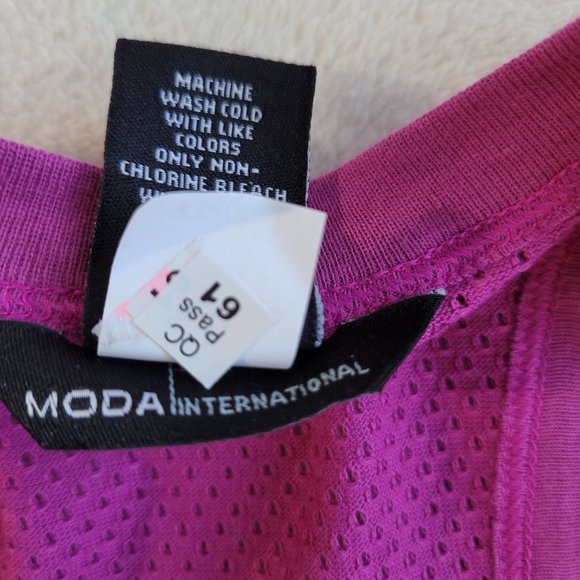 MACHINE
WASH COLD
WITH LIKE
COLORS
ONLY NON-
CHLORINE BLEACH
QC
Pass
61
MODA INTERNATIONAL